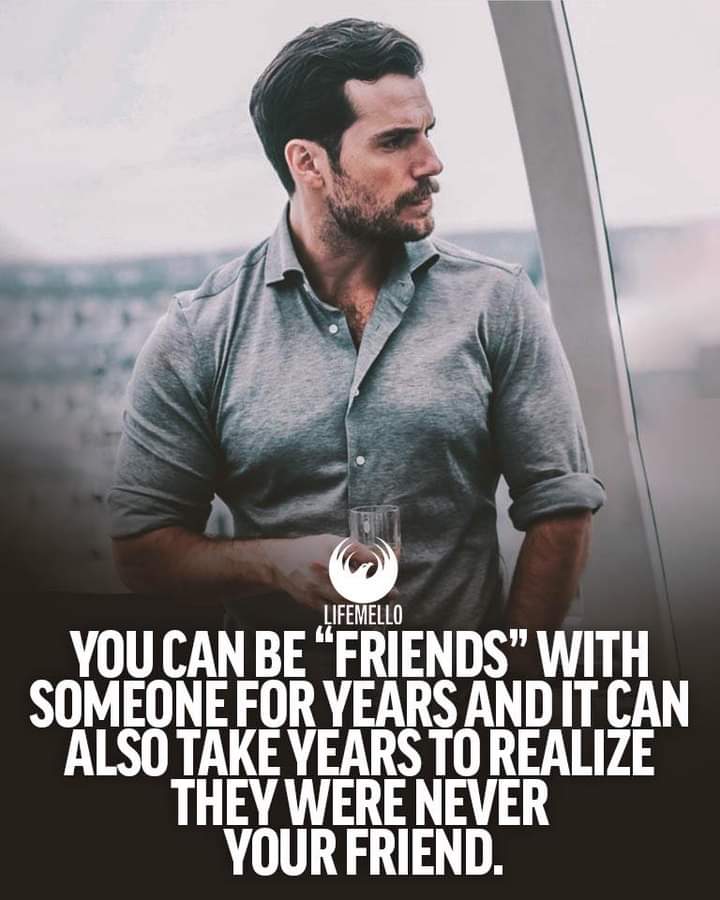 LIFEMELLO
YOU CAN BE “FRIENDS” WITH
SOMEONE FOR YEARS AND IT CAN
ALSO TAKE YEARS TO REALIZE
THEY WERE NEVER
YOUR FRIEND.